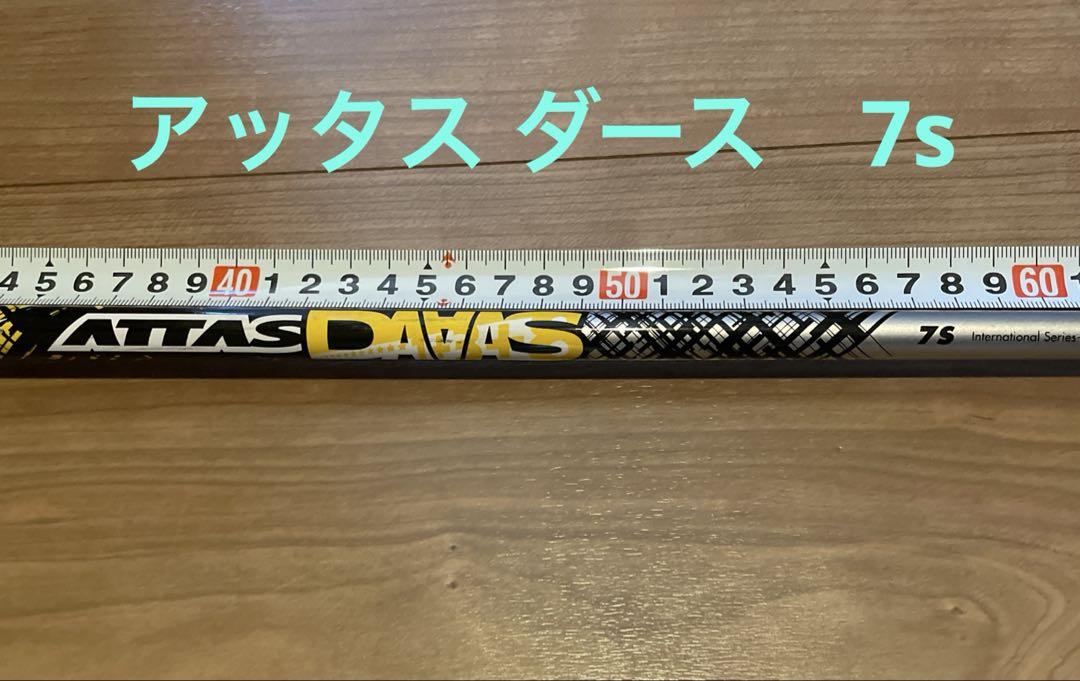 アッタス ダース 7s
4 5 6 7 8 9 40 1 2 3 4 5 6 7 8 9 50 1 2 3 4 5 6 7 8 9 60 1
ATTAS DAAAS 7S International Series